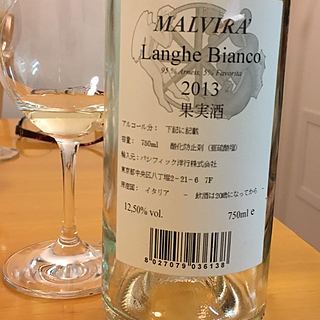 MALVIRA'
Langhe Bianco
95% Arneis, 5% Favorita
2013
果実酒
アルコール分： 下記に記載
容量： 750ml 酸化防止剤（亜硫酸塩）
輸入元：パシフィック洋行株式会社
東京都中央区八丁堀2-21-6 7F
原産国： イタリア - 飲酒は20歳になってから -
12,50% vol. 750ml e
8 027079 036138